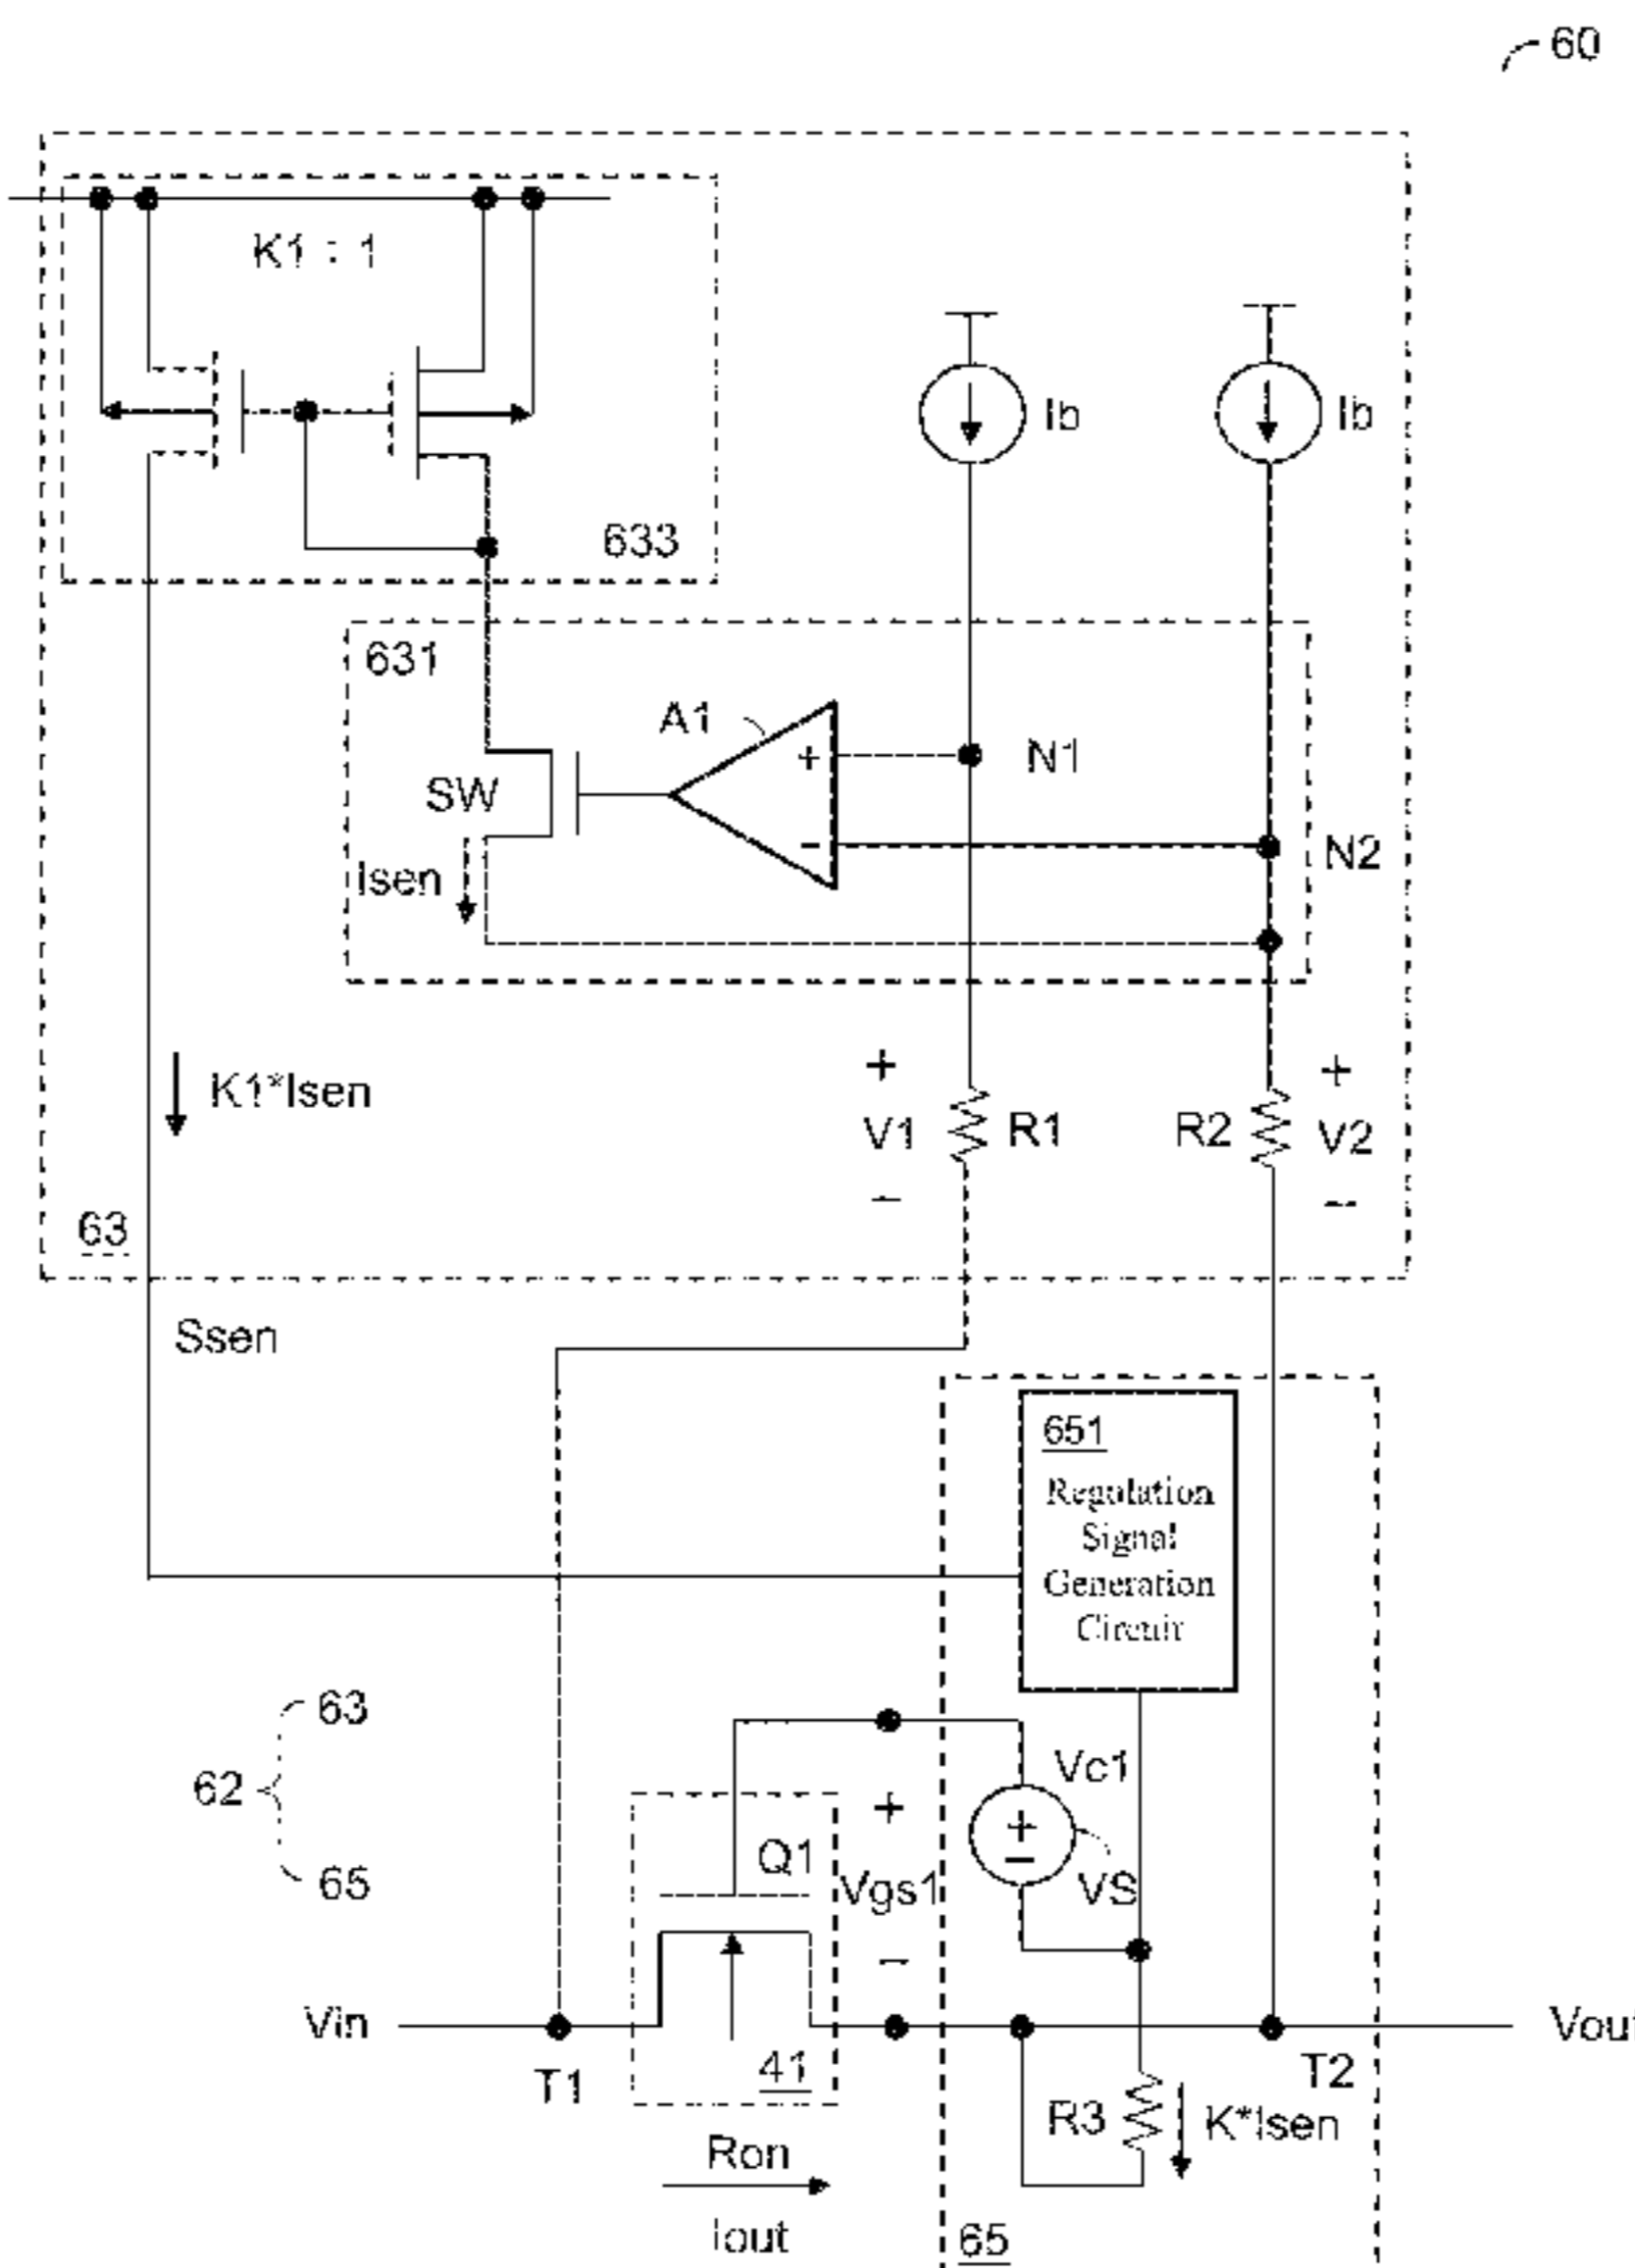 60
K1 : 1
Ib
Ib
633
631
A1
+
N1
SW
−
N2
Isen
+
+
K1*Isen
V1
R1
R2
V2
−
−
63
Ssen
651
Regulation
Signal
Generation
Circuit
63
62
65
Vc1
+
+
−
Q1
Vgs1
VS
−
Vin
Vout
T1
41
T2
R3
K*Isen
Ron
Iout
65